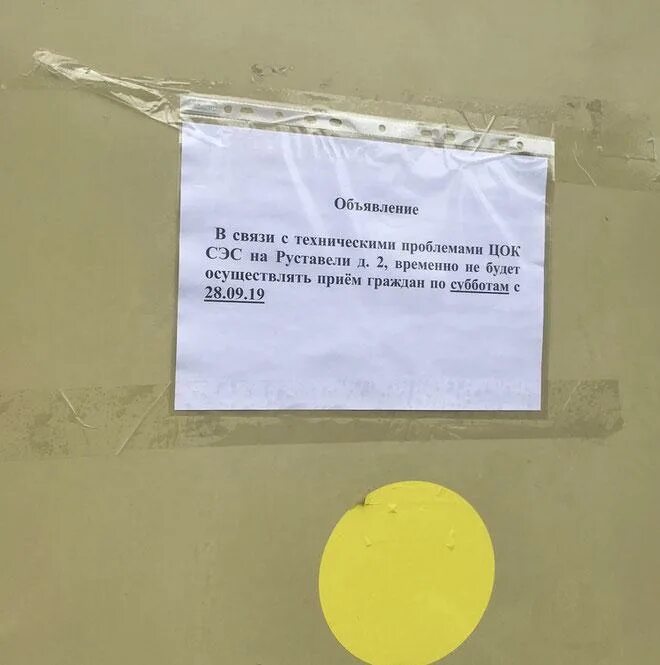 Объявление
В связи с техническими проблемами ЦОК
СЭС на Руставели д. 2, временно не будет
осуществлять приём граждан по субботам с
28.09.19